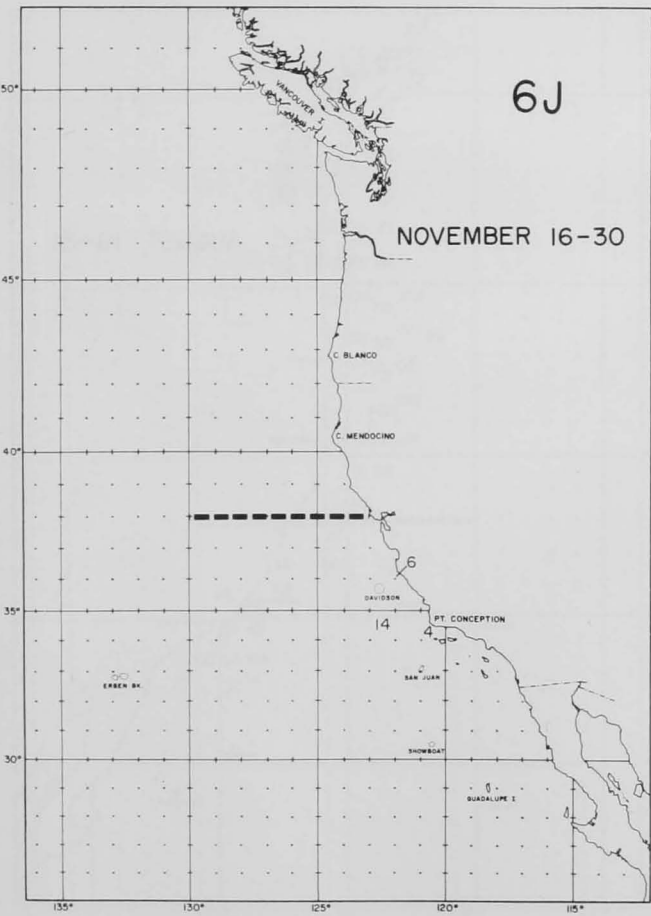 50°
VANCOUVER I.
6J
NOVEMBER 16-30
45°
C. BLANCO
C. MENDOCINO
40°
6
DAVIDSON
35°
14
PT. CONCEPTION
4
SAN JUAN
ERBEN BK.
SHOWBOAT
30°
GUADALUPE I
135°
130°
125°
120°
115°